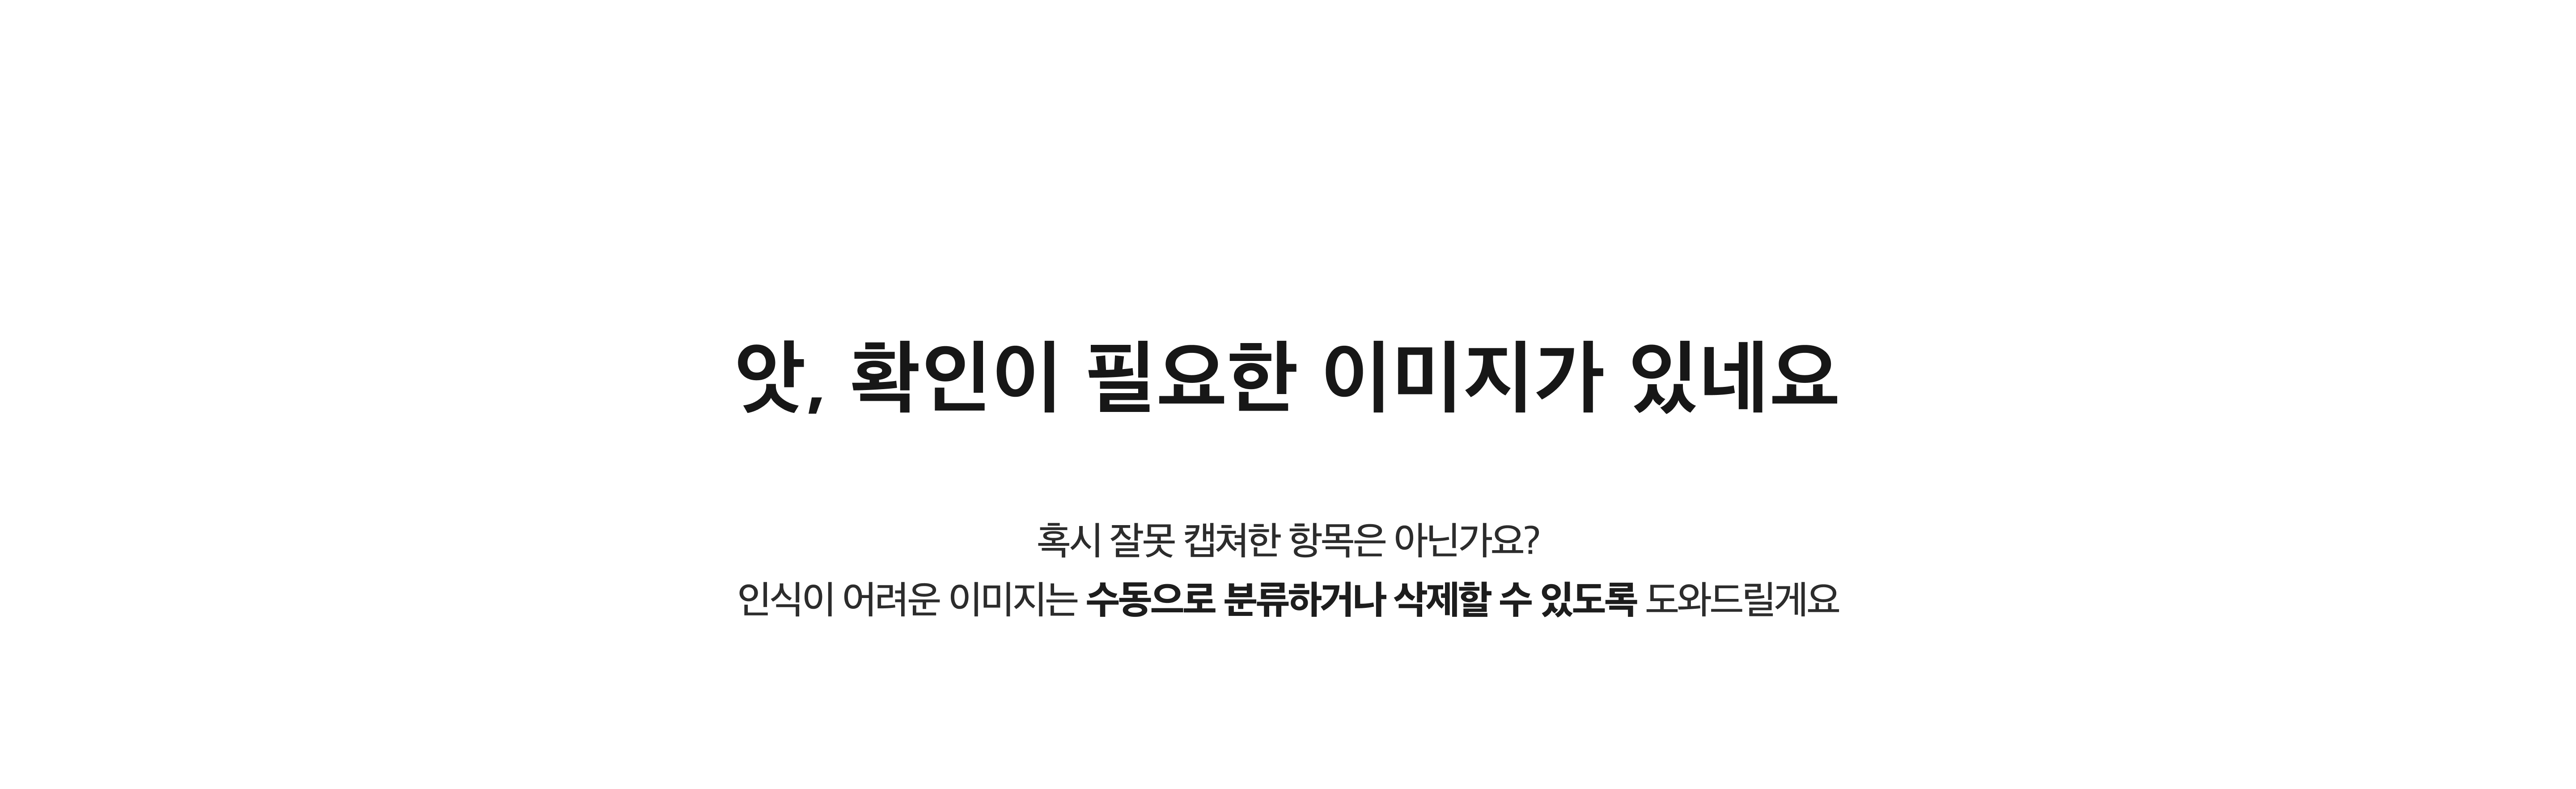 앗, 확인이 필요한 이미지가 있네요
혹시 잘못 캡쳐한 항목은 아닌가요?
인식이 어려운 이미지는 수동으로 분류하거나 삭제할 수 있도록 도와드릴게요